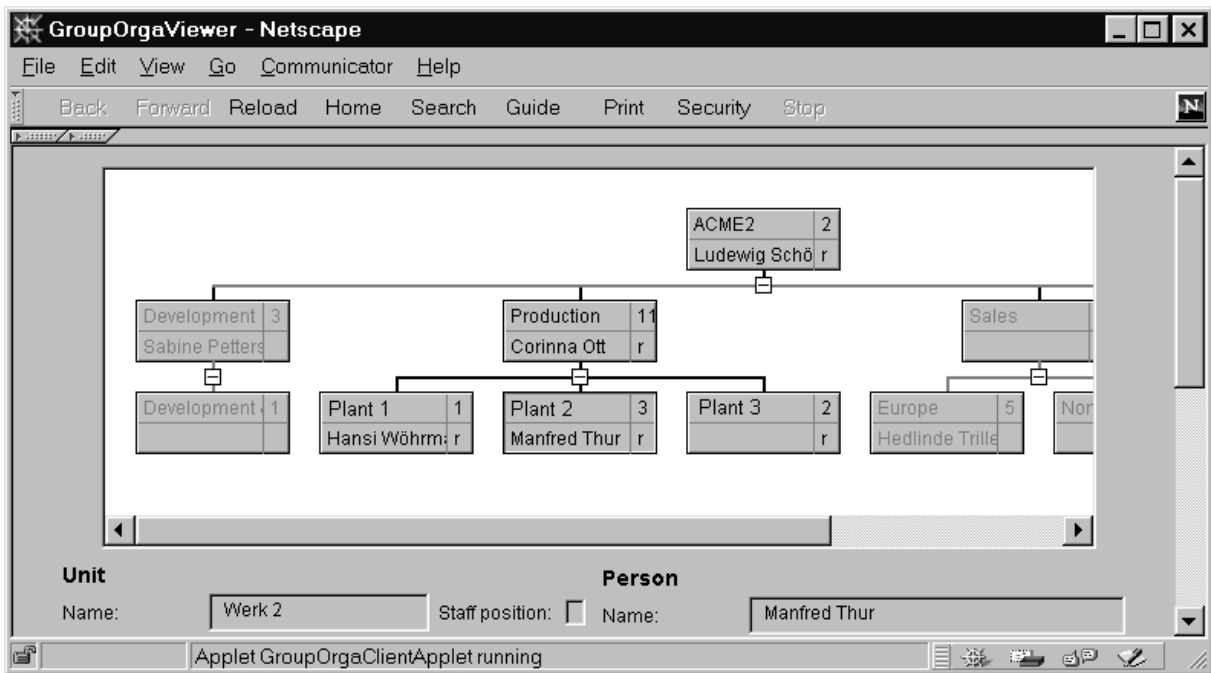 GroupOrgaViewer - Netscape
File Edit View Go Communicator Help
Back Forward Reload Home Search Guide Print Security Stop
N
ACME2 2
Ludewig Schö r
Development 3 Production 11 Sales
Sabine Petters Corinna Ott r
Development 1 Plant 1 1 Plant 2 3 Plant 3 2 Europe 5 Nor
Hansi Wöhrma r Manfred Thur r r Hedlinde Trille
Unit Person
Name: Werk 2 Staff position: Name: Manfred Thur
Applet GroupOrgaClientApplet running